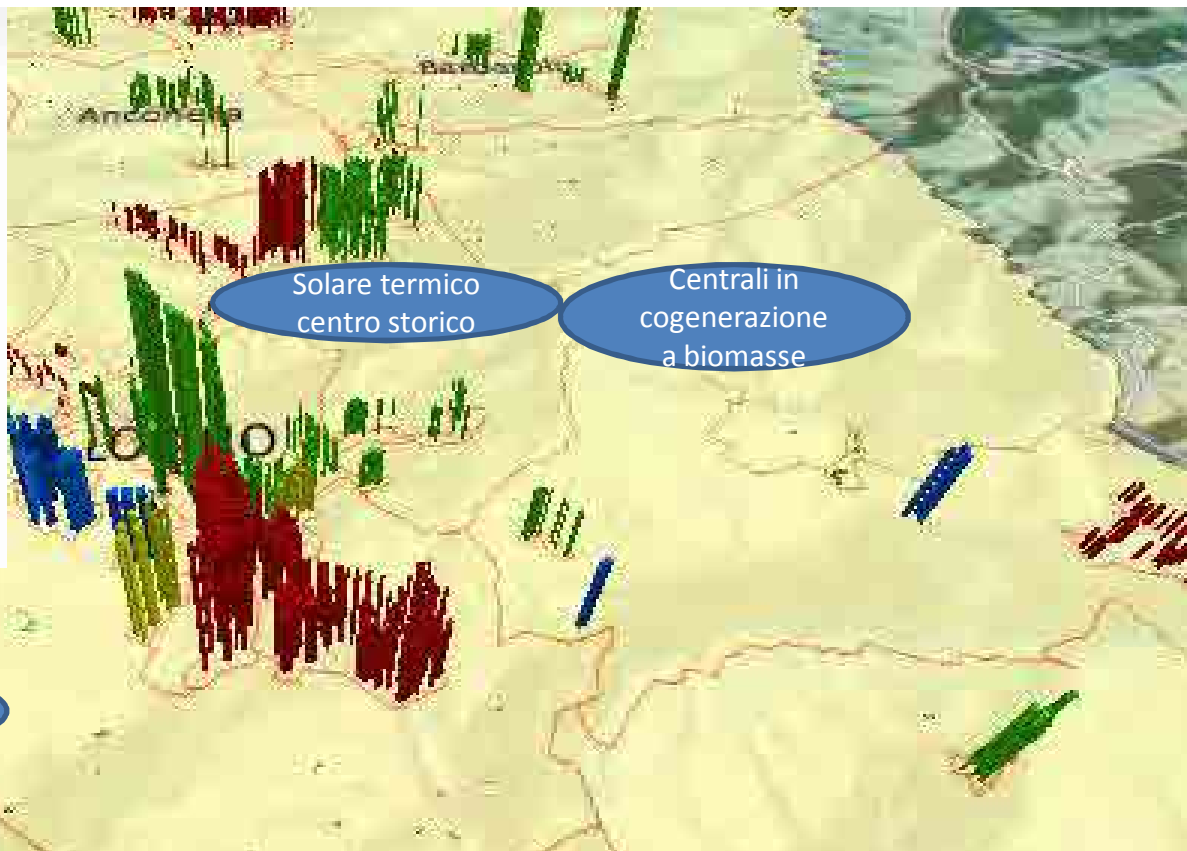 Anconella
Solare termico
centro storico
Centrali in
cogenerazione
a biomasse